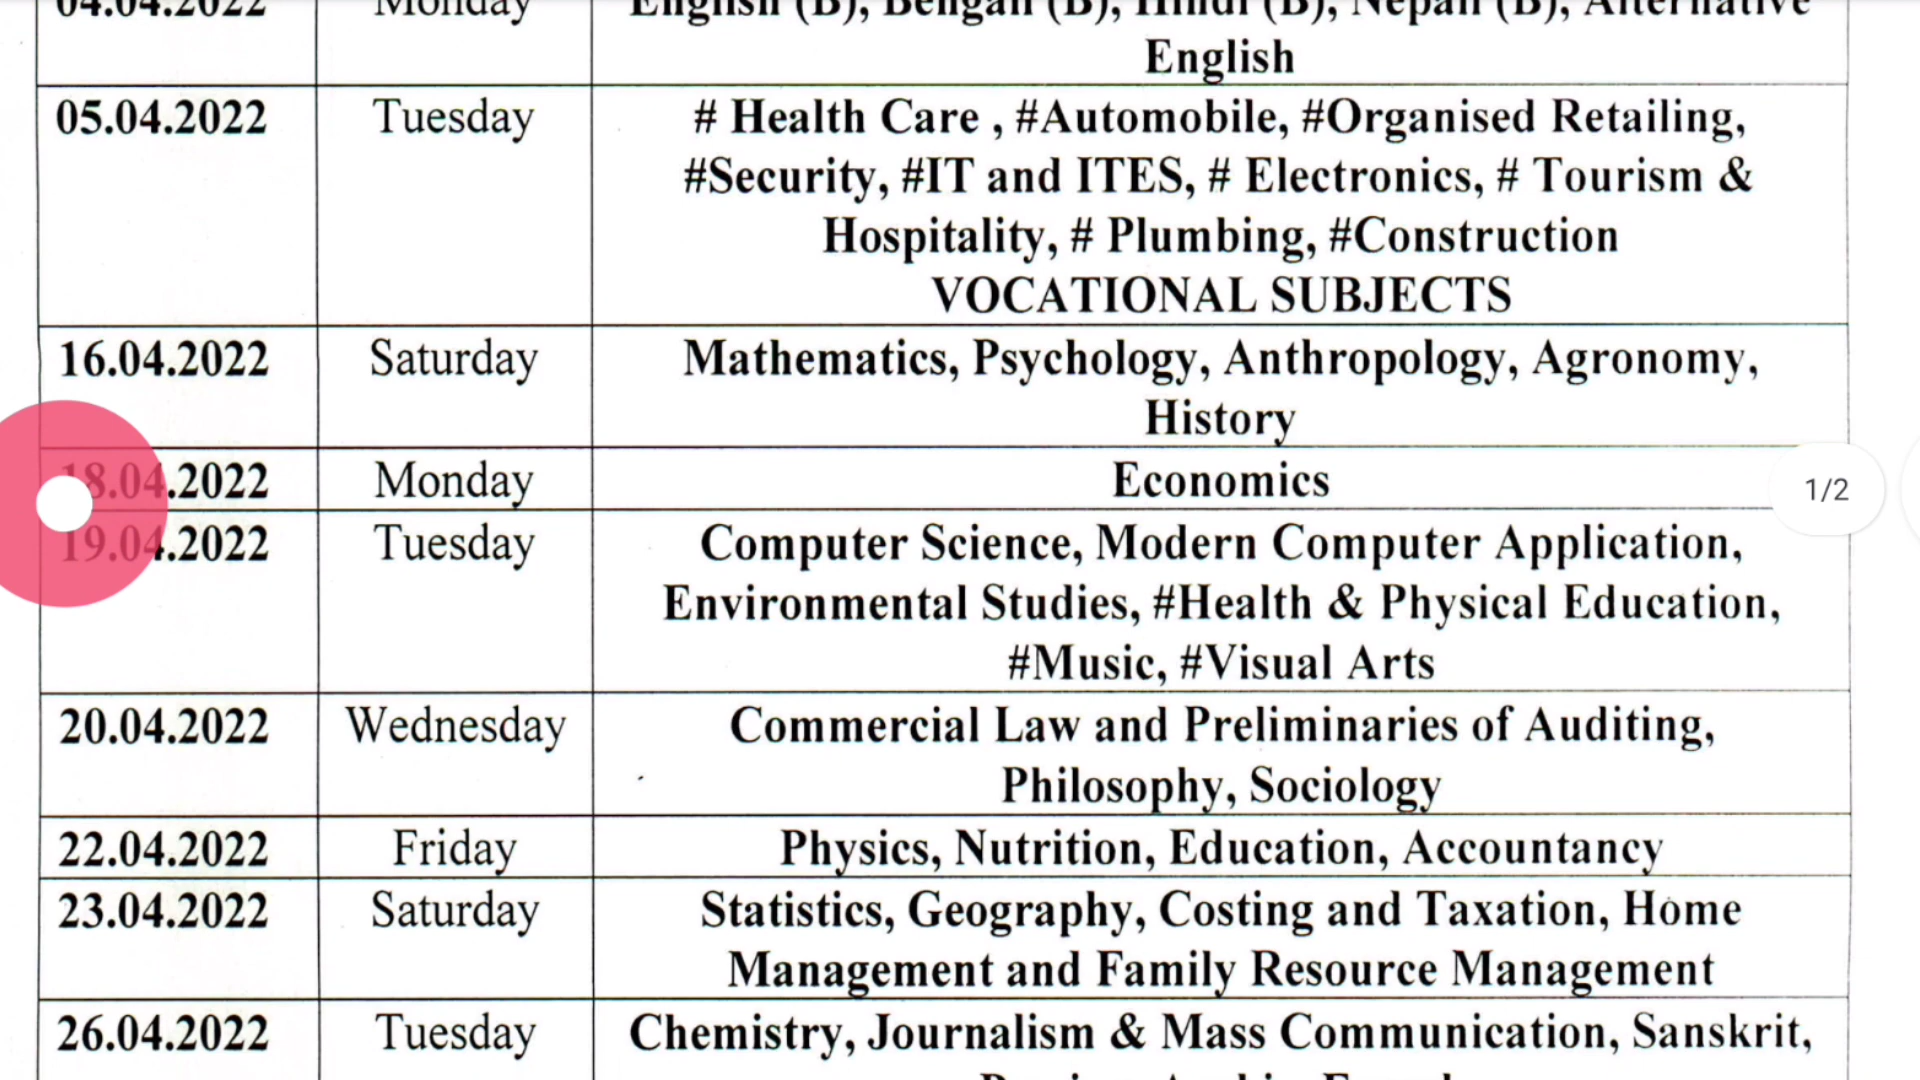 04.04.2022 Monday English (B), Bengali (B), Hindi (B), Nepali (B), Alternative
English
05.04.2022 Tuesday # Health Care , #Automobile, #Organised Retailing,
#Security, #IT and ITES, # Electronics, # Tourism &
Hospitality, # Plumbing, #Construction
VOCATIONAL SUBJECTS
16.04.2022 Saturday Mathematics, Psychology, Anthropology, Agronomy,
History
18.04.2022 Monday Economics
1/2
19.04.2022 Tuesday Computer Science, Modern Computer Application,
Environmental Studies, #Health & Physical Education,
#Music, #Visual Arts
20.04.2022 Wednesday Commercial Law and Preliminaries of Auditing,
Philosophy, Sociology
22.04.2022 Friday Physics, Nutrition, Education, Accountancy
23.04.2022 Saturday Statistics, Geography, Costing and Taxation, Home
Management and Family Resource Management
26.04.2022 Tuesday Chemistry, Journalism & Mass Communication, Sanskrit,